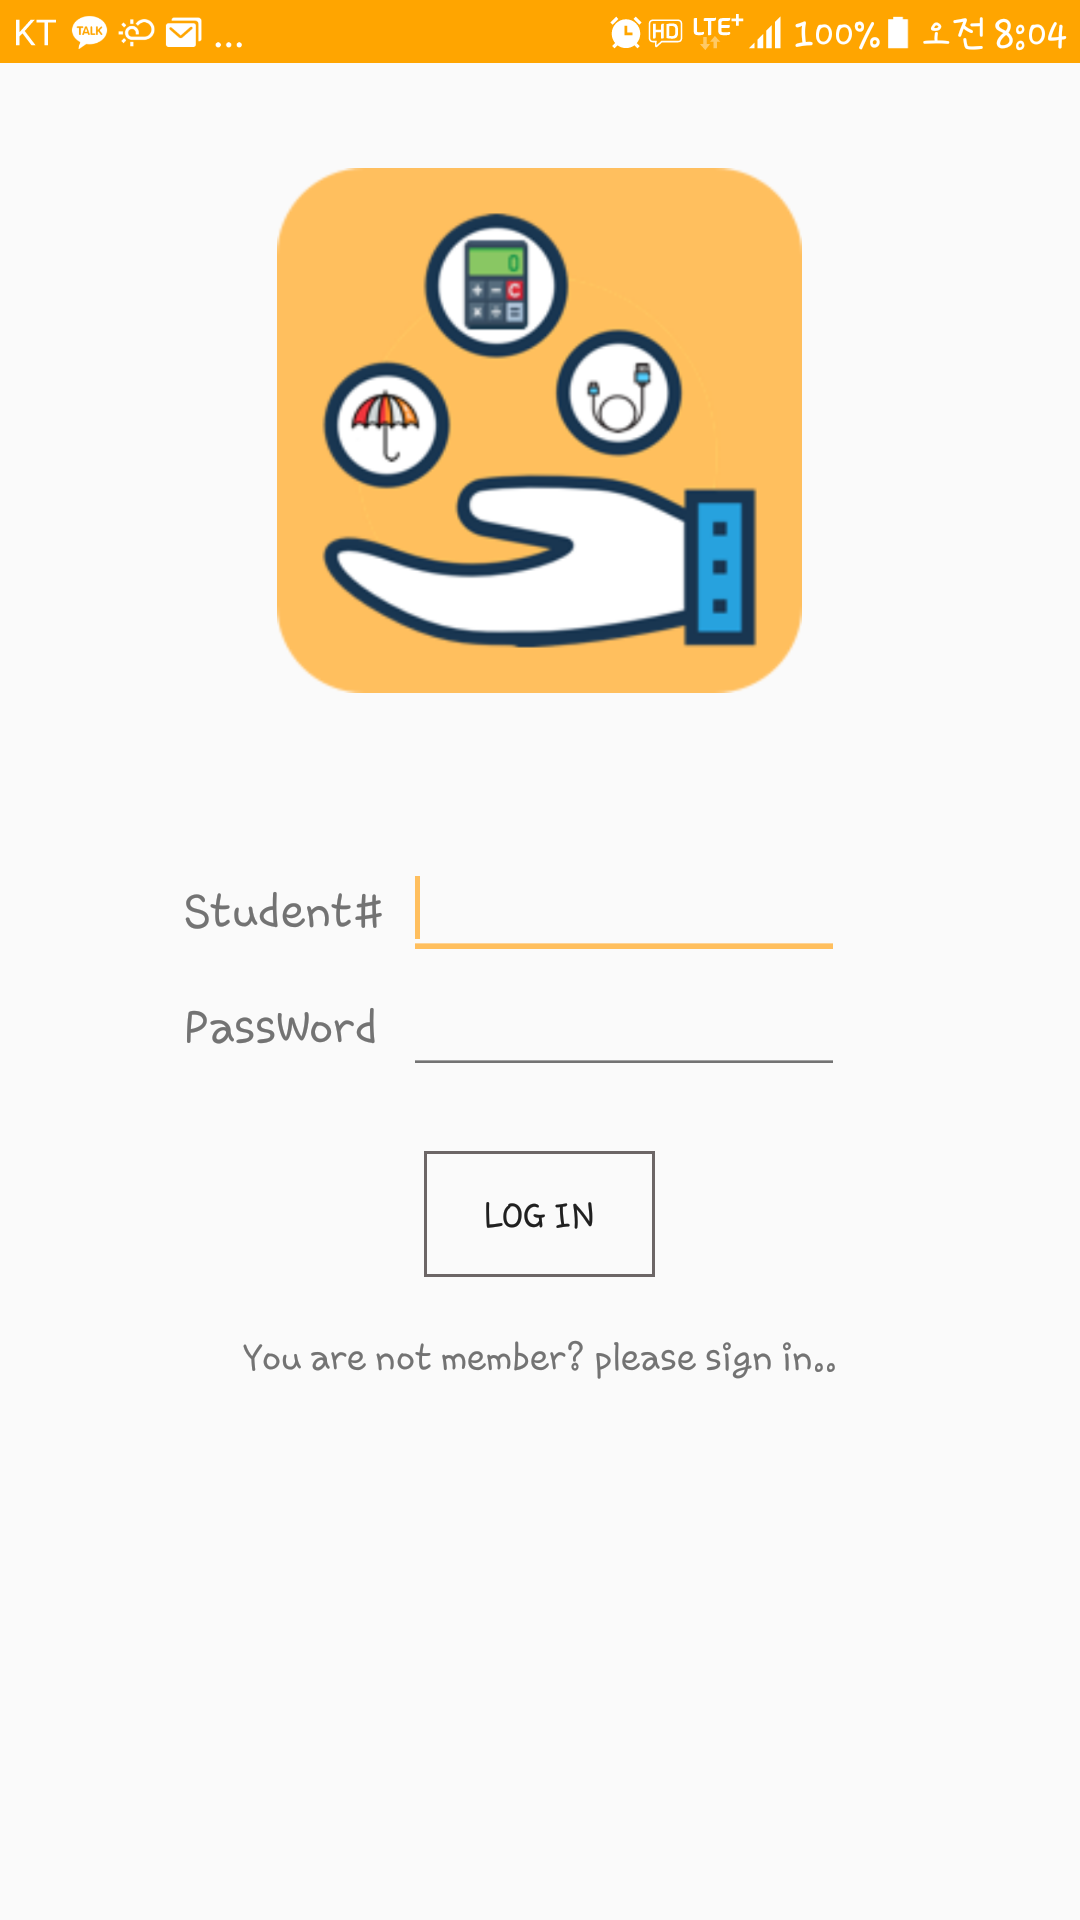 KT TALK ... HD LTE+ 100% 오전 8:04
0
+ - C
× ÷ =
Student#
PassWord
LOG IN
You are not member? please sign in..